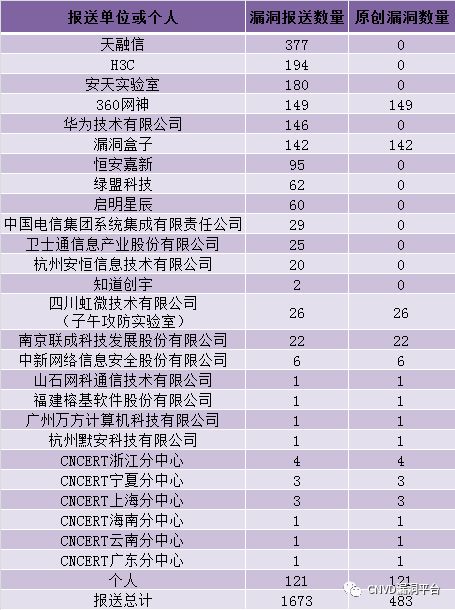 报送单位或个人 漏洞报送数量 原创漏洞数量
天融信 377 0
H3C 194 0
安天实验室 180 0
360网神 149 149
华为技术有限公司 146 0
漏洞盒子 142 142
恒安嘉新 95 0
绿盟科技 62 0
启明星辰 60 0
中国电信集团系统集成有限责任公司 29 0
卫士通信息产业股份有限公司 25 0
杭州安恒信息技术有限公司 20 0
知道创宇 2 0
四川虹微技术有限公司
（子午攻防实验室） 26 26
南京联成科技发展股份有限公司 22 22
中新网络信息安全股份有限公司 6 6
山石网科通信技术有限公司 1 1
福建榕基软件股份有限公司 1 1
广州万方计算机科技有限公司 1 1
杭州默安科技有限公司 1 1
CNCERT浙江分中心 4 4
CNCERT宁夏分中心 3 3
CNCERT上海分中心 3 3
CNCERT海南分中心 1 1
CNCERT云南分中心 1 1
CNCERT广东分中心 1 1
个人 121 121
报送总计 1673 483
CNVD漏洞平台